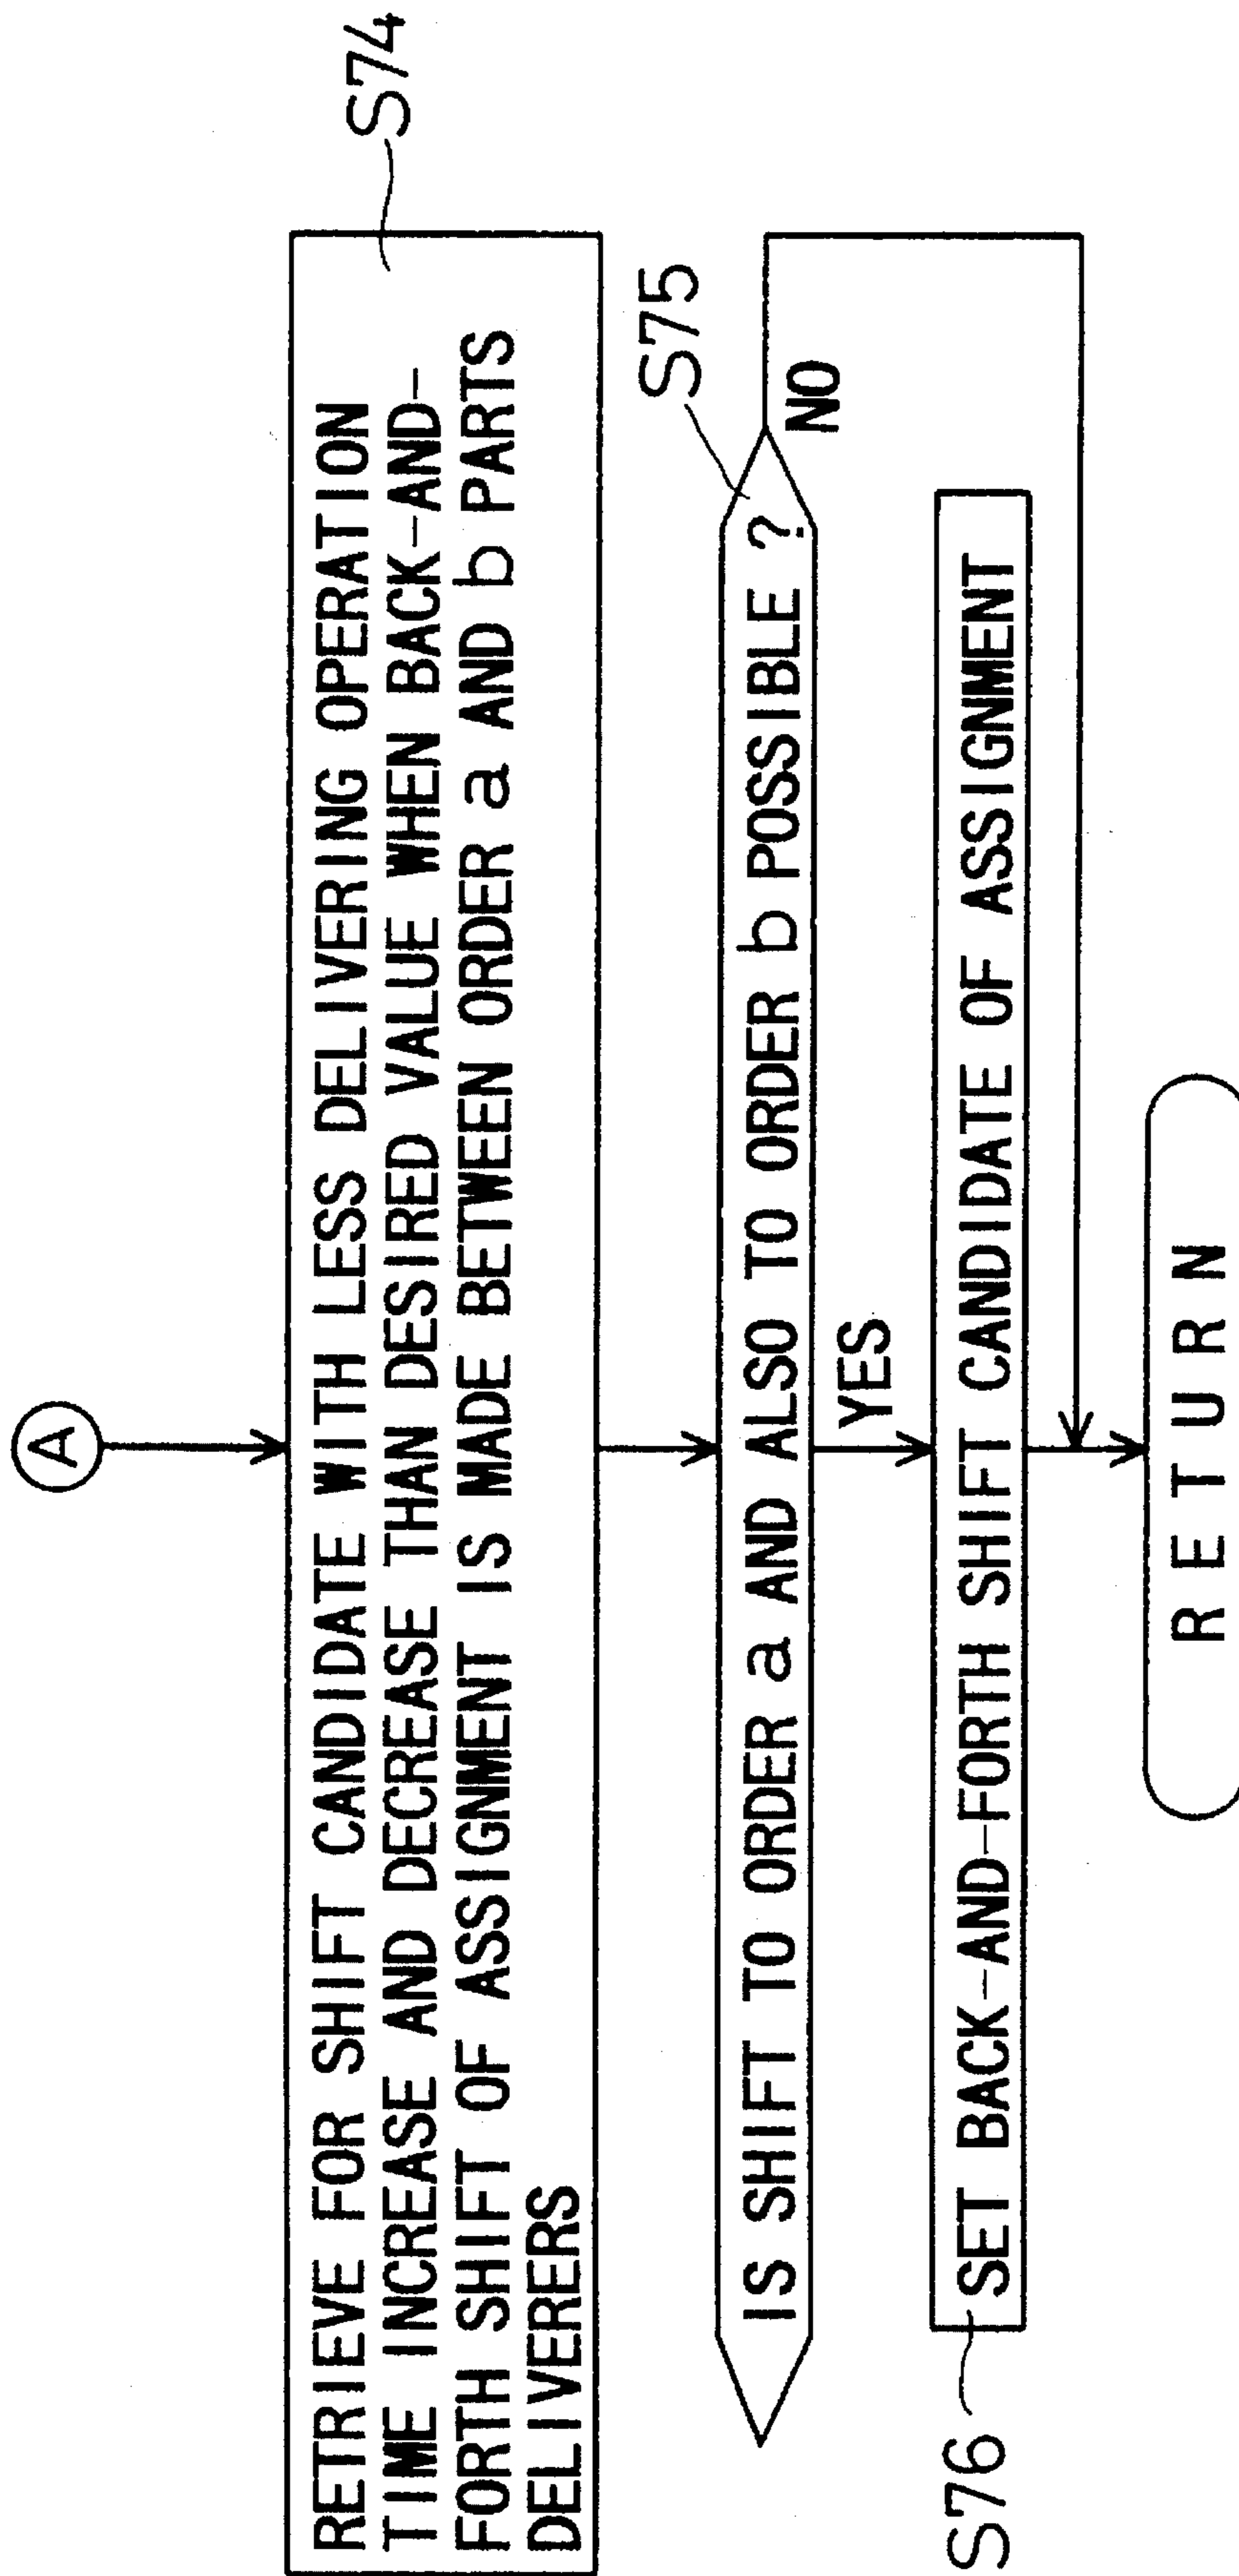 A
S74
RETRIEVE FOR SHIFT CANDIDATE WITH LESS DELIVERING OPERATION
TIME INCREASE AND DECREASE THAN DESIRED VALUE WHEN BACK-AND-
FORTH SHIFT OF ASSIGNMENT IS MADE BETWEEN ORDER a AND b PARTS
DELIVERERS
S75
IS SHIFT TO ORDER a AND ALSO TO ORDER b POSSIBLE ?
NO
YES
S76
SET BACK-AND-FORTH SHIFT CANDIDATE OF ASSIGNMENT
RETURN